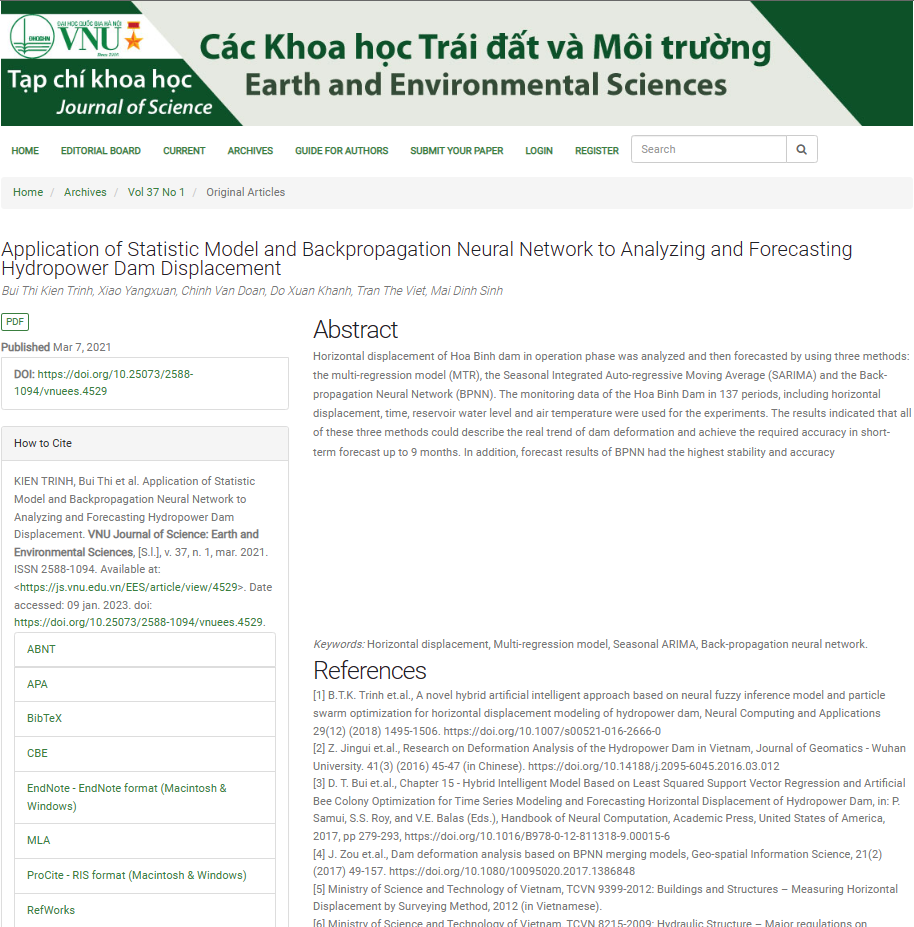 ĐẠI HỌC QUỐC GIA HÀ NỘI
VNU
Since 1906
ĐHQGHN
Tạp chí khoa học
Journal of Science
Các Khoa học Trái đất và Môi trường
Earth and Environmental Sciences
HOME EDITORIAL BOARD CURRENT ARCHIVES GUIDE FOR AUTHORS SUBMIT YOUR PAPER LOGIN REGISTER Search
Home / Archives / Vol 37 No 1 / Original Articles
Application of Statistic Model and Backpropagation Neural Network to Analyzing and Forecasting
Hydropower Dam Displacement
Bui Thi Kien Trinh, Xiao Yangxuan, Chinh Van Doan, Do Xuan Khanh, Tran The Viet, Mai Dinh Sinh
PDF
Published Mar 7, 2021
DOI: https://doi.org/10.25073/2588-
1094/vnuees.4529
How to Cite
KIEN TRINH, Bui Thi et al. Application of Statistic
Model and Backpropagation Neural Network to
Analyzing and Forecasting Hydropower Dam
Displacement. VNU Journal of Science: Earth and
Environmental Sciences, [S.l.], v. 37, n. 1, mar. 2021.
ISSN 2588-1094. Available at:
<https://js.vnu.edu.vn/EES/article/view/4529>. Date
accessed: 09 jan. 2023. doi:
https://doi.org/10.25073/2588-1094/vnuees.4529.
ABNT
APA
BibTeX
CBE
EndNote - EndNote format (Macintosh &
Windows)
MLA
ProCite - RIS format (Macintosh & Windows)
RefWorks
Abstract
Horizontal displacement of Hoa Binh dam in operation phase was analyzed and then forecasted by using three methods:
the multi-regression model (MTR), the Seasonal Integrated Auto-regressive Moving Average (SARIMA) and the Back-
propagation Neural Network (BPNN). The monitoring data of the Hoa Binh Dam in 137 periods, including horizontal
displacement, time, reservoir water level and air temperature were used for the experiments. The results indicated that all
of these three methods could describe the real trend of dam deformation and achieve the required accuracy in short-
term forecast up to 9 months. In addition, forecast results of BPNN had the highest stability and accuracy
Keywords: Horizontal displacement, Multi-regression model, Seasonal ARIMA, Back-propagation neural network.
References
[1] B.T.K. Trinh et.al., A novel hybrid artificial intelligent approach based on neural fuzzy inference model and particle
swarm optimization for horizontal displacement modeling of hydropower dam, Neural Computing and Applications
29(12) (2018) 1495-1506. https://doi.org/10.1007/s00521-016-2666-0
[2] Z. Jingui et.al., Research on Deformation Analysis of the Hydropower Dam in Vietnam, Journal of Geomatics - Wuhan
University. 41(3) (2016) 45-47 (in Chinese). https://doi.org/10.14188/j.2095-6045.2016.03.012
[3] D. T. Bui et.al., Chapter 15 - Hybrid Intelligent Model Based on Least Squared Support Vector Regression and Artificial
Bee Colony Optimization for Time Series Modeling and Forecasting Horizontal Displacement of Hydropower Dam, in: P.
Samui, S.S. Roy, and V.E. Balas (Eds.), Handbook of Neural Computation, Academic Press, United States of America,
2017, pp 279-293, https://doi.org/10.1016/B978-0-12-811318-9.00015-6
[4] J. Zou et.al., Dam deformation analysis based on BPNN merging models, Geo-spatial Information Science, 21(2)
(2017) 49-157. https://doi.org/10.1080/10095020.2017.1386848
[5] Ministry of Science and Technology of Vietnam, TCVN 9399-2012: Buildings and Structures – Measuring Horizontal
Displacement by Surveying Method, 2012 (in Vietnamese).
[6] Ministry of Science and Technology of Vietnam, TCVN 8215-2009: Hydraulic Structure – Major regulations on